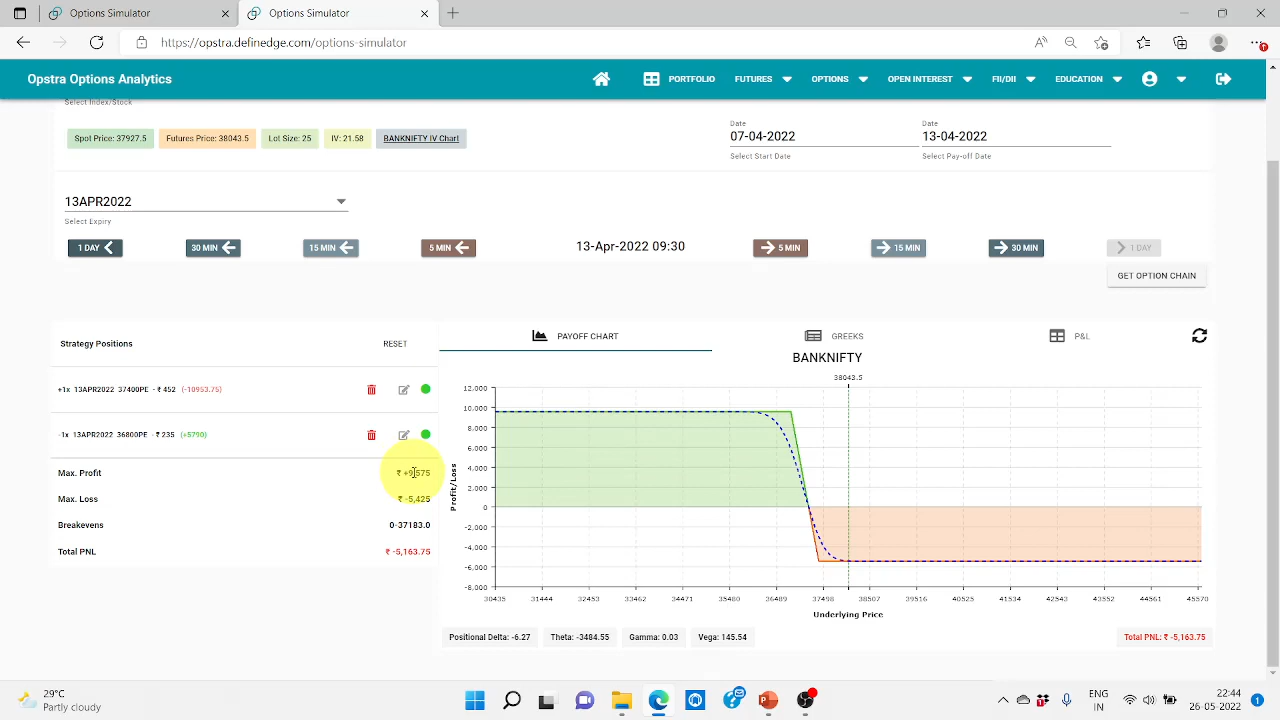 Options Simulator
Options Simulator
https://opstra.definedge.com/options-simulator
Opstra Options Analytics
PORTFOLIO
FUTURES
OPTIONS
OPEN INTEREST
FII/DII
EDUCATION
Select Index/Stock
Spot Price: 37927.5
Futures Price: 38043.5
Lot Size: 25
IV: 21.58
BANKNIFTY IV Chart
Date
07-04-2022
Select Start Date
Date
13-04-2022
Select Pay-off Date
13APR2022
Select Expiry
1 DAY
30 MIN
15 MIN
5 MIN
13-Apr-2022 09:30
5 MIN
15 MIN
30 MIN
1 DAY
GET OPTION CHAIN
Strategy Positions
RESET
+1x 13APR2022 37400PE - ₹ 452 (-10953.75)
-1x 13APR2022 36800PE - ₹ 235 (+5790)
Max. Profit
₹ +9,575
Max. Loss
₹ -5,425
Breakevens
0-37183.0
Total PNL
₹ -5,163.75
PAYOFF CHART
GREEKS
P&L
BANKNIFTY
38043.5
12,000
10,000
8,000
6,000
4,000
2,000
0
-2,000
-4,000
-6,000
-8,000
Profit/Loss
30435 31444 32453 33462 34471 35480 36489 37498 38507 39516 40525 41534 42543 43552 44561 45570
Underlying Price
Positional Delta: -6.27
Theta: -3484.55
Gamma: 0.03
Vega: 145.54
Total PNL: ₹ -5,163.75
29°C
Partly cloudy
ENG
IN
22:44
26-05-2022
1